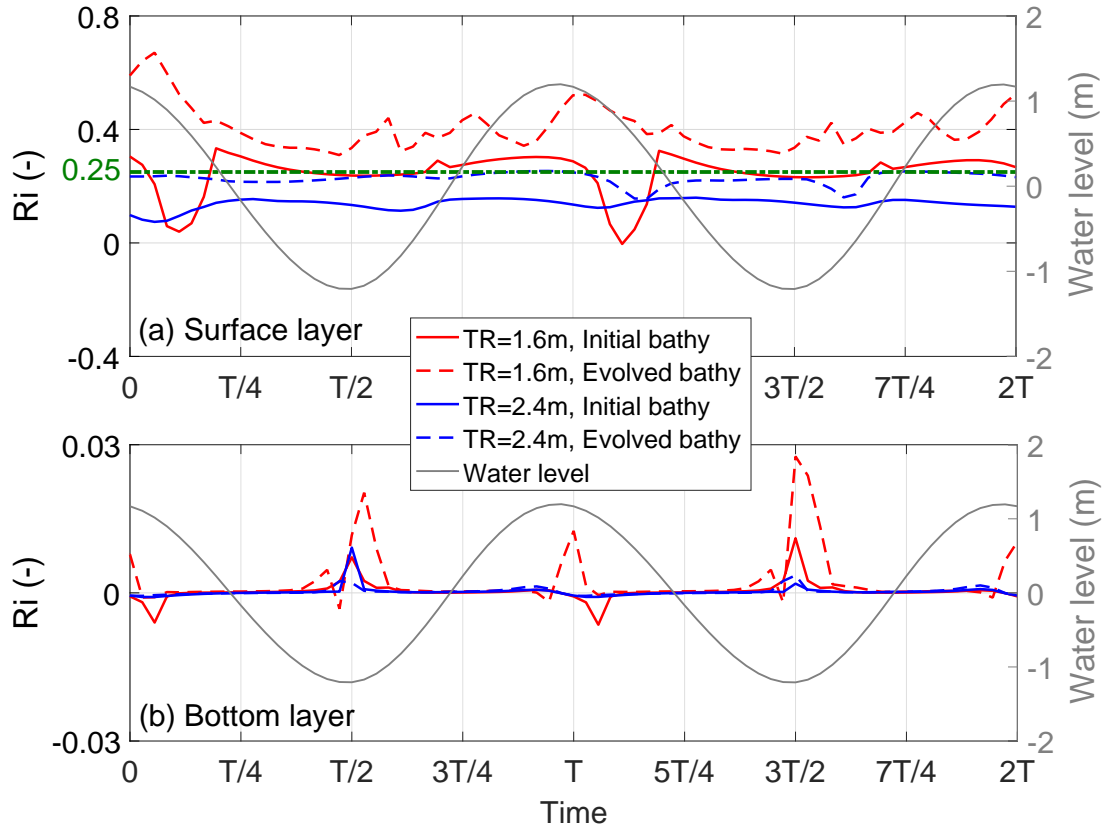 0.8
0.4
0.25
0
-0.4
Ri (-)
2
1
0
-1
-2
Water level (m)
(a) Surface layer
0
T/4
T/2
3T/2
7T/4
2T
TR=1.6m, Initial bathy
TR=1.6m, Evolved bathy
TR=2.4m, Initial bathy
TR=2.4m, Evolved bathy
Water level
0.03
0
-0.03
Ri (-)
2
1
0
-1
-2
Water level (m)
(b) Bottom layer
0
T/4
T/2
3T/4
T
5T/4
3T/2
7T/4
2T
Time